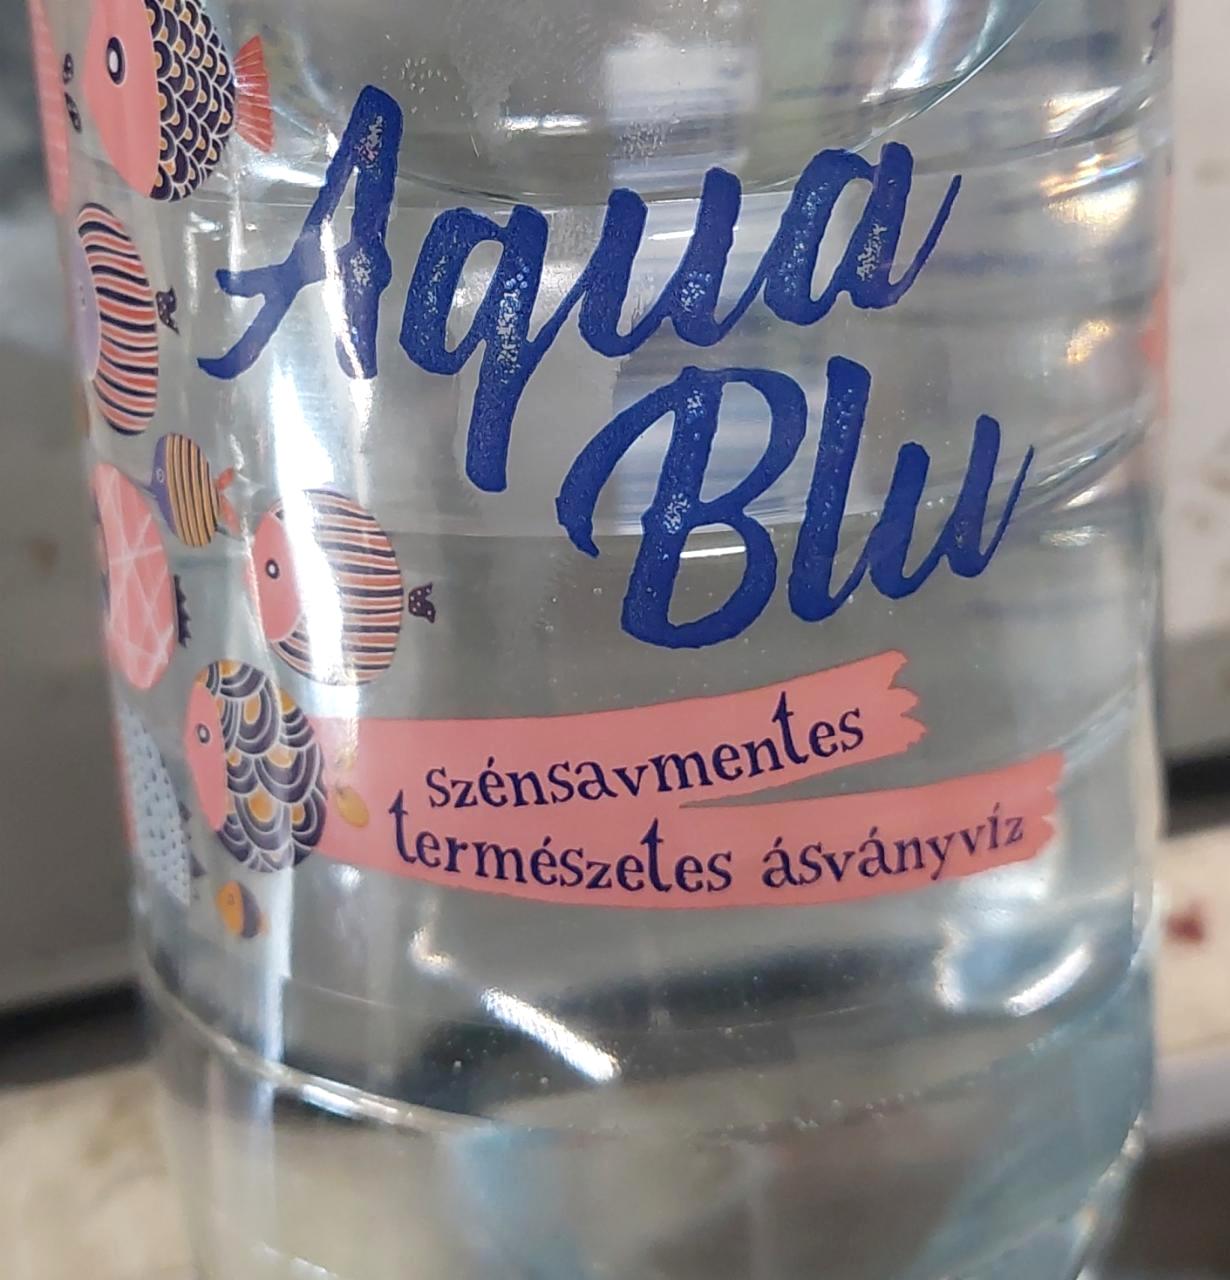 Aqua
Blu
szénsavmentes
természetes ásványvíz